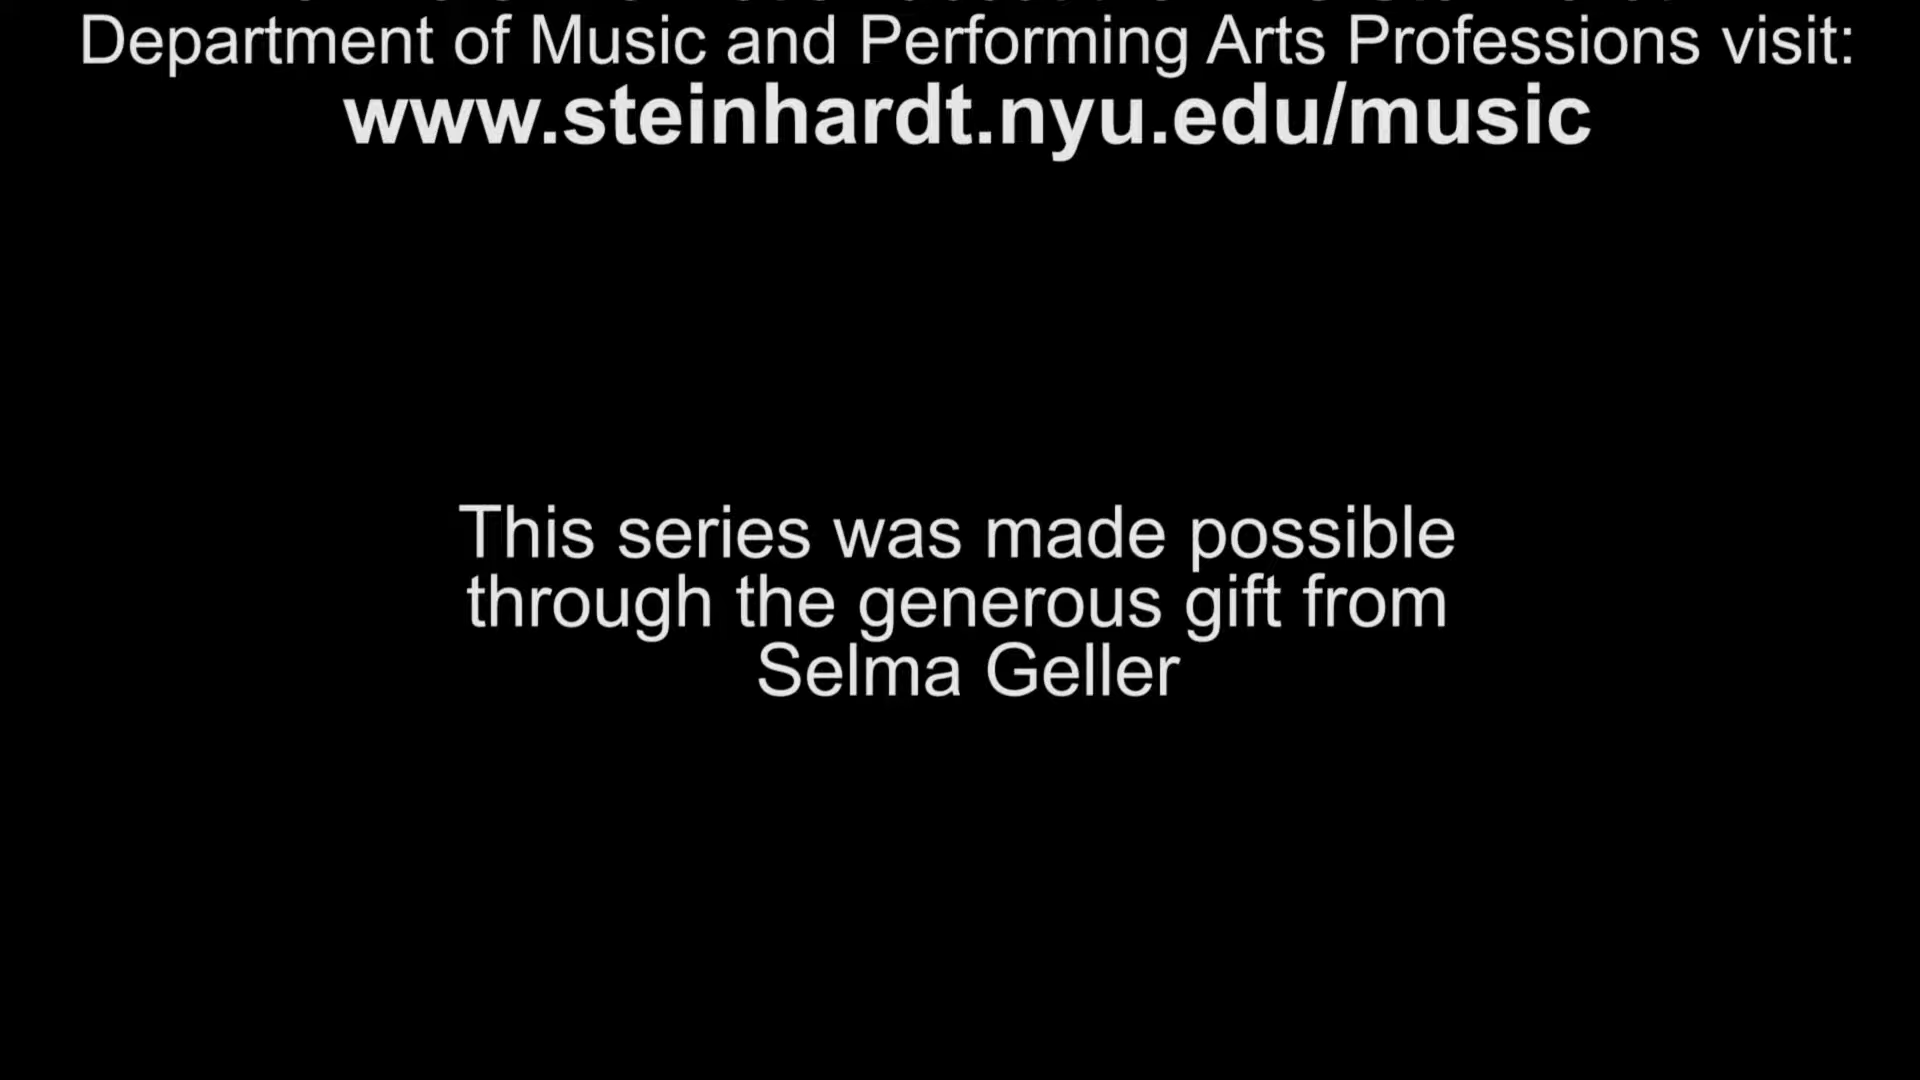 Department of Music and Performing Arts Professions visit:
www.steinhardt.nyu.edu/music
This series was made possible
through the generous gift from
Selma Geller